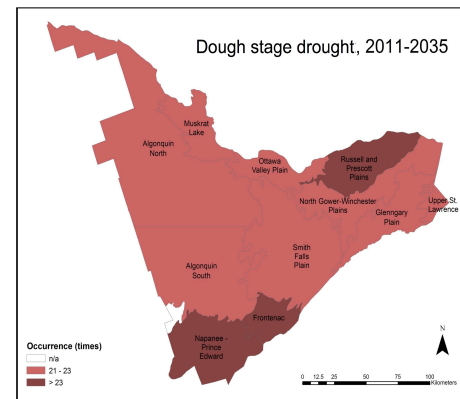 Dough stage drought, 2011-2035
Muskrat
Lake
Algonquin
North
Ottawa
Valley Plain
Russell and
Prescott
Plains
North Gower-Winchester
Plains
Upper St.
Lawrence
Glenngary
Plain
Smith
Falls
Plain
Algonquin
South
Frontenac
Napanee -
Prince
Edward
Occurrence (times)
n/a
21 - 23
> 23
N
0 12.5 25 50 75 100
Kilometers